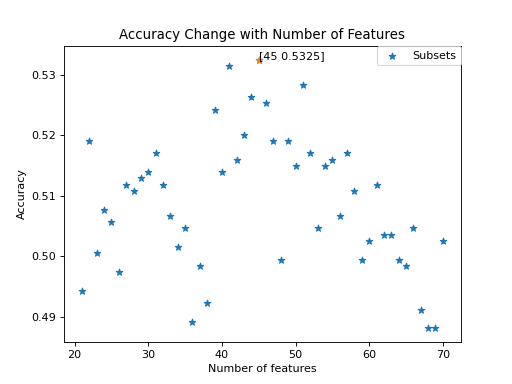 Accuracy Change with Number of Features
[45 0.5325]
Subsets
0.53
0.52
0.51
0.50
0.49
Accuracy
20 30 40 50 60 70
Number of features